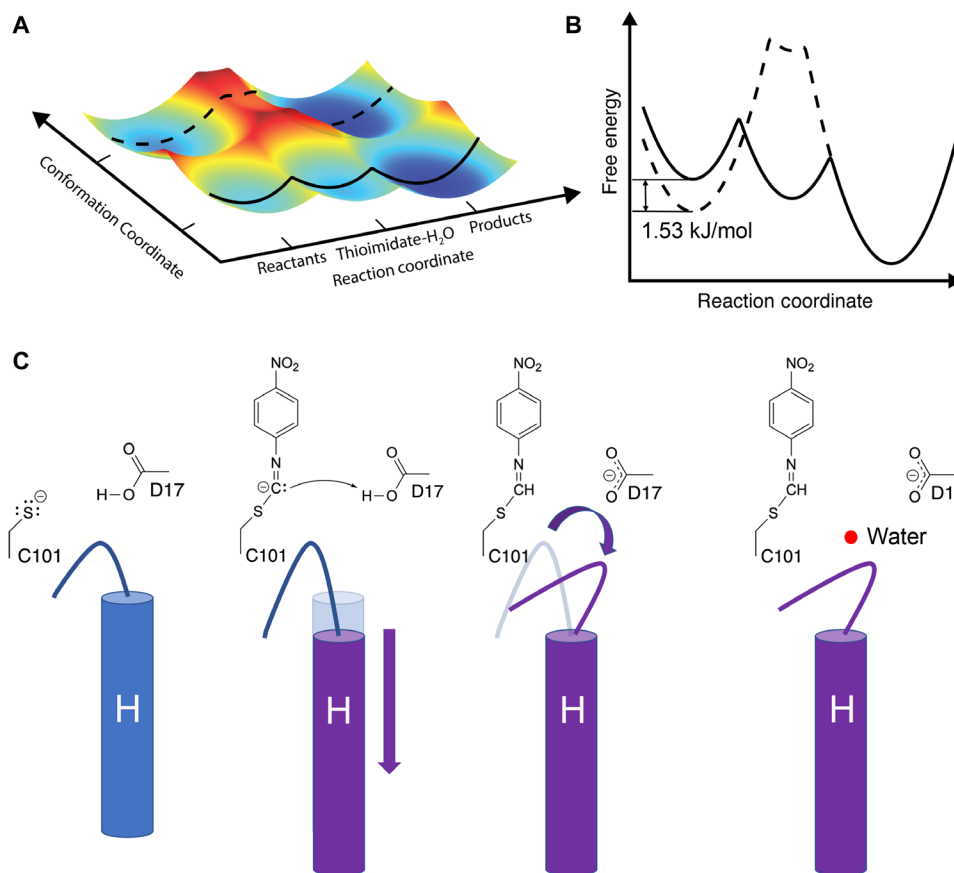 A
Conformation Coordinate
Reactants
Thioimidate-H₂O
Products
Reaction coordinate
B
Free energy
1.53 kJ/mol
Reaction coordinate
C
NO₂
N
C:
⊖
S
C101
O
H-O
D17
H
NO₂
N
CH
S
C101
O
⊖
O
D17
H
NO₂
N
CH
S
C101
O
⊖
O
D1
Water
H
:S:
⊖
C101
O
H-O
D17
H